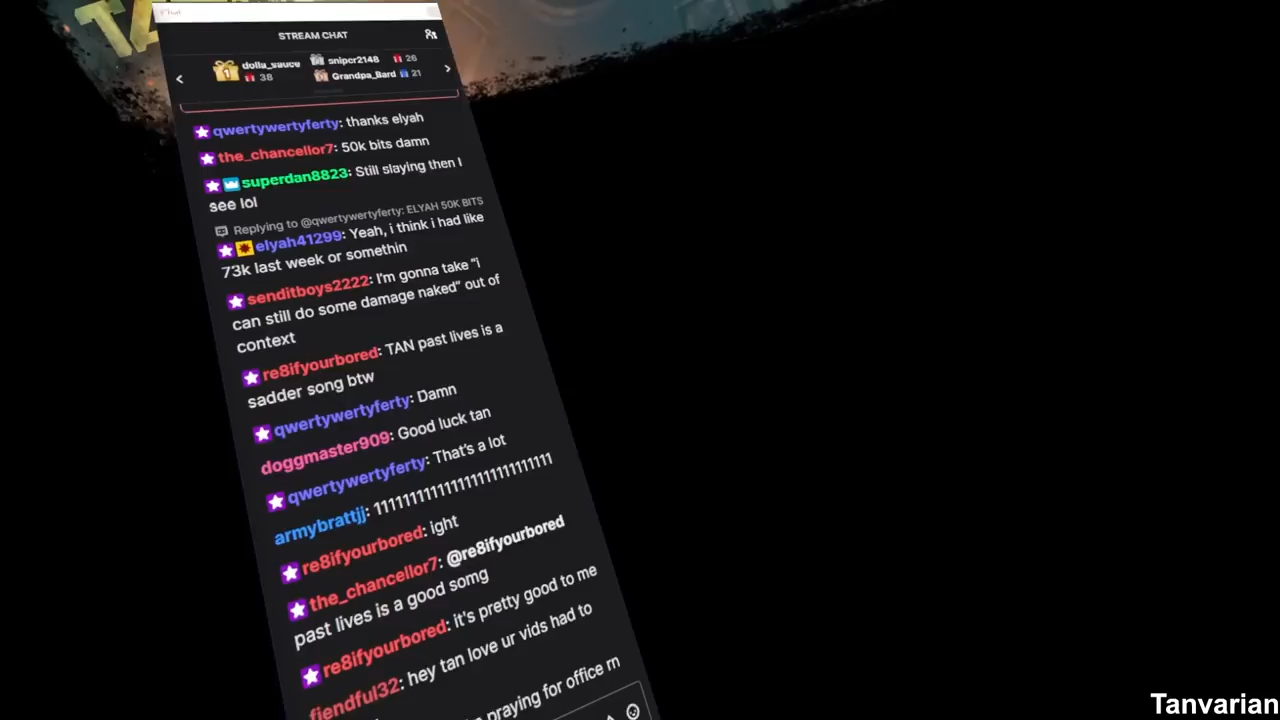 STREAM CHAT
dolla_sauce
38
sniper2148
26
Grandpa_Bard
21
qwertywertyferty: thanks elyah
the_chancellor7: 50k bits damn
superdan8823: Still slaying then I
see lol
Replying to @qwertywertyferty: ELYAH 50K BITS
elyah41299: Yeah, i think i had like
73k last week or somethin
senditboys2222: I'm gonna take "i
can still do some damage naked" out of
context
re8ifyourbored: TAN past lives is a
sadder song btw
qwertywertyferty: Damn
doggmaster909: Good luck tan
qwertywertyferty: That's a lot
armybrattjj: 11111111111111111111111111111
re8ifyourbored: ight
the_chancellor7: @re8ifyourbored
past lives is a good somg
re8ifyourbored: it's pretty good to me
fiendful32: hey tan love ur vids had to
praying for office rn
Tanvarian